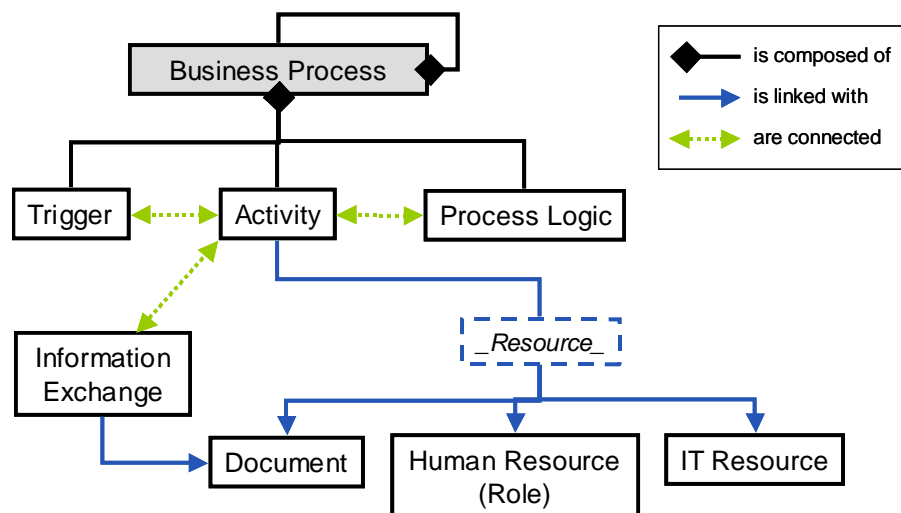 Business Process
is composed of
is linked with
are connected
Trigger
Activity
Process Logic
_Resource_
Information
Exchange
Document
Human Resource
(Role)
IT Resource